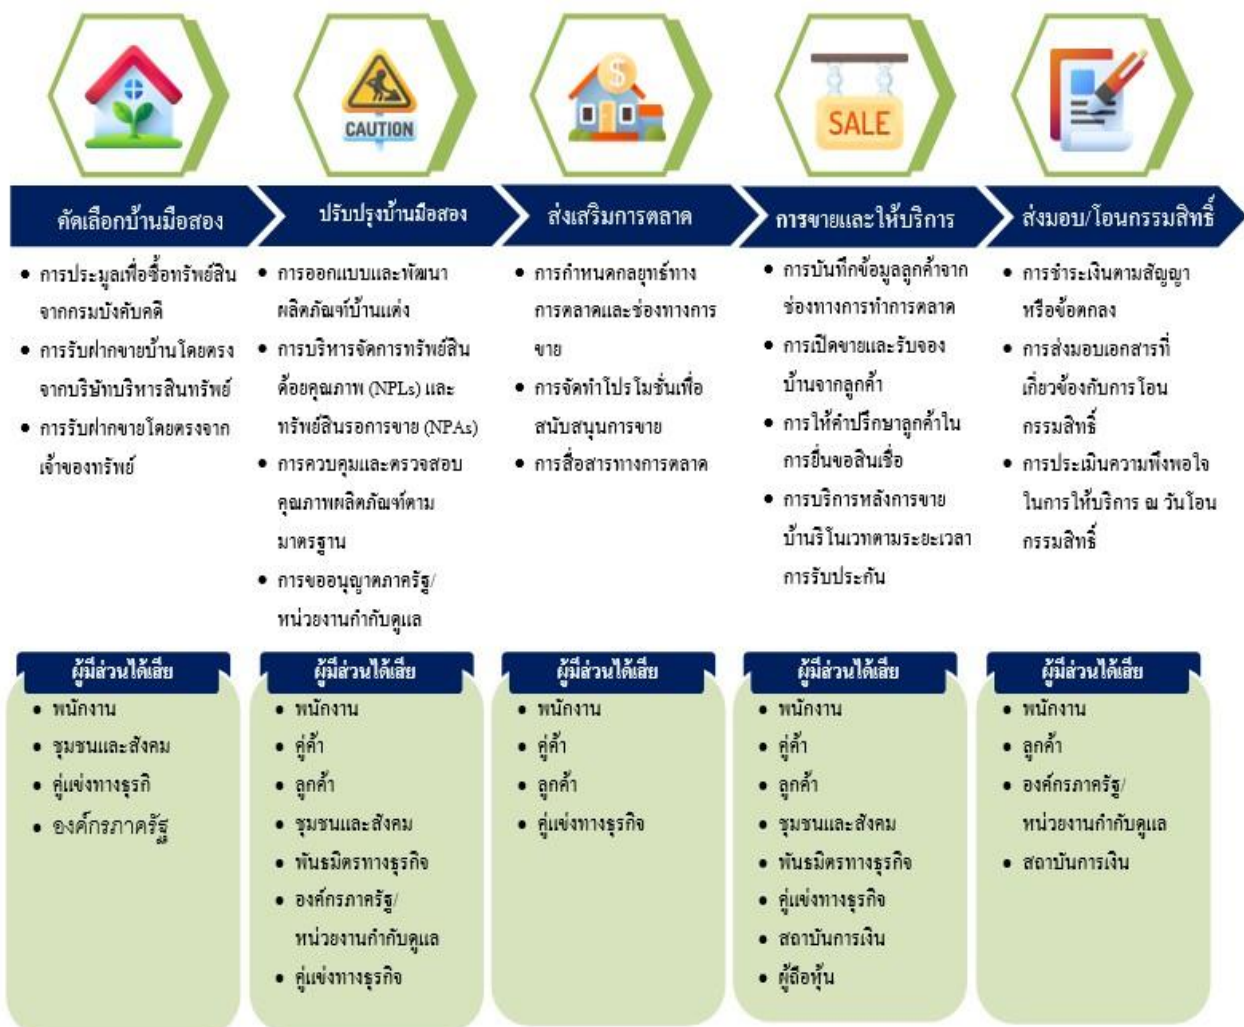 CAUTION
SALE
คัดเลือกบ้านมือสอง
ปรับปรุงบ้านมือสอง
ส่งเสริมการตลาด
การขายและให้บริการ
ส่งมอบ/โอนกรรมสิทธิ์
• การประมูลเพื่อซื้อทรัพย์สิน
จากกรมบังคับคดี
• การรับฝากขายบ้านโดยตรง
จากบริษัทบริหารสินทรัพย์
• การรับฝากขายโดยตรงจาก
เจ้าของทรัพย์
• การออกแบบและพัฒนา
ผลิตภัณฑ์บ้านแต่ง
• การบริหารจัดการทรัพย์สิน
ด้อยคุณภาพ (NPLs) และ
ทรัพย์สินรอการขาย (NPAs)
• การควบคุมและตรวจสอบ
คุณภาพผลิตภัณฑ์ตาม
มาตรฐาน
• การขออนุญาตภาครัฐ/
หน่วยงานกำกับดูแล
• การกำหนดกลยุทธ์ทาง
การตลาดและช่องทางการ
ขาย
• การจัดทำโปรโมชั่นเพื่อ
สนับสนุนการขาย
• การสื่อสารทางการตลาด
• การบันทึกข้อมูลลูกค้าจาก
ช่องทางการทำการตลาด
• การเปิดขายและรับจอง
บ้านจากลูกค้า
• การให้คำปรึกษาลูกค้าใน
การยื่นขอสินเชื่อ
• การบริการหลังการขาย
บ้านรีโนเวทตามระยะเวลา
การรับประกัน
• การชำระเงินตามสัญญา
หรือข้อตกลง
• การส่งมอบเอกสารที่
เกี่ยวข้องกับการโอน
กรรมสิทธิ์
• การประเมินความพึงพอใจ
ในการให้บริการ ณ วันโอน
กรรมสิทธิ์
ผู้มีส่วนได้เสีย
• พนักงาน
• ชุมชนและสังคม
• คู่แข่งทางธุรกิ
• องค์กรภาครัฐ
ผู้มีส่วนได้เสีย
• พนักงาน
• คู่ค้า
• ลูกค้า
• ชุมชนและสังคม
• พันธมิตรทางธุรกิจ
• องค์กรภาครัฐ/
หน่วยงานกำกับดูแล
• คู่แข่งทางธุรกิจ
ผู้มีส่วนได้เสีย
• พนักงาน
• คู่ค้า
• ลูกค้า
• คู่แข่งทางธุรกิจ
ผู้มีส่วนได้เสีย
• พนักงาน
• คู่ค้า
• ลูกค้า
• ชุมชนและสังคม
• พันธมิตรทางธุรกิจ
• คู่แข่งทางธุรกิจ
• สถาบันการเงิน
• ผู้ถือหุ้น
ผู้มีส่วนได้เสีย
• พนักงาน
• ลูกค้า
• องค์กรภาครัฐ/
หน่วยงานกำกับดูแล
• สถาบันการเงิน